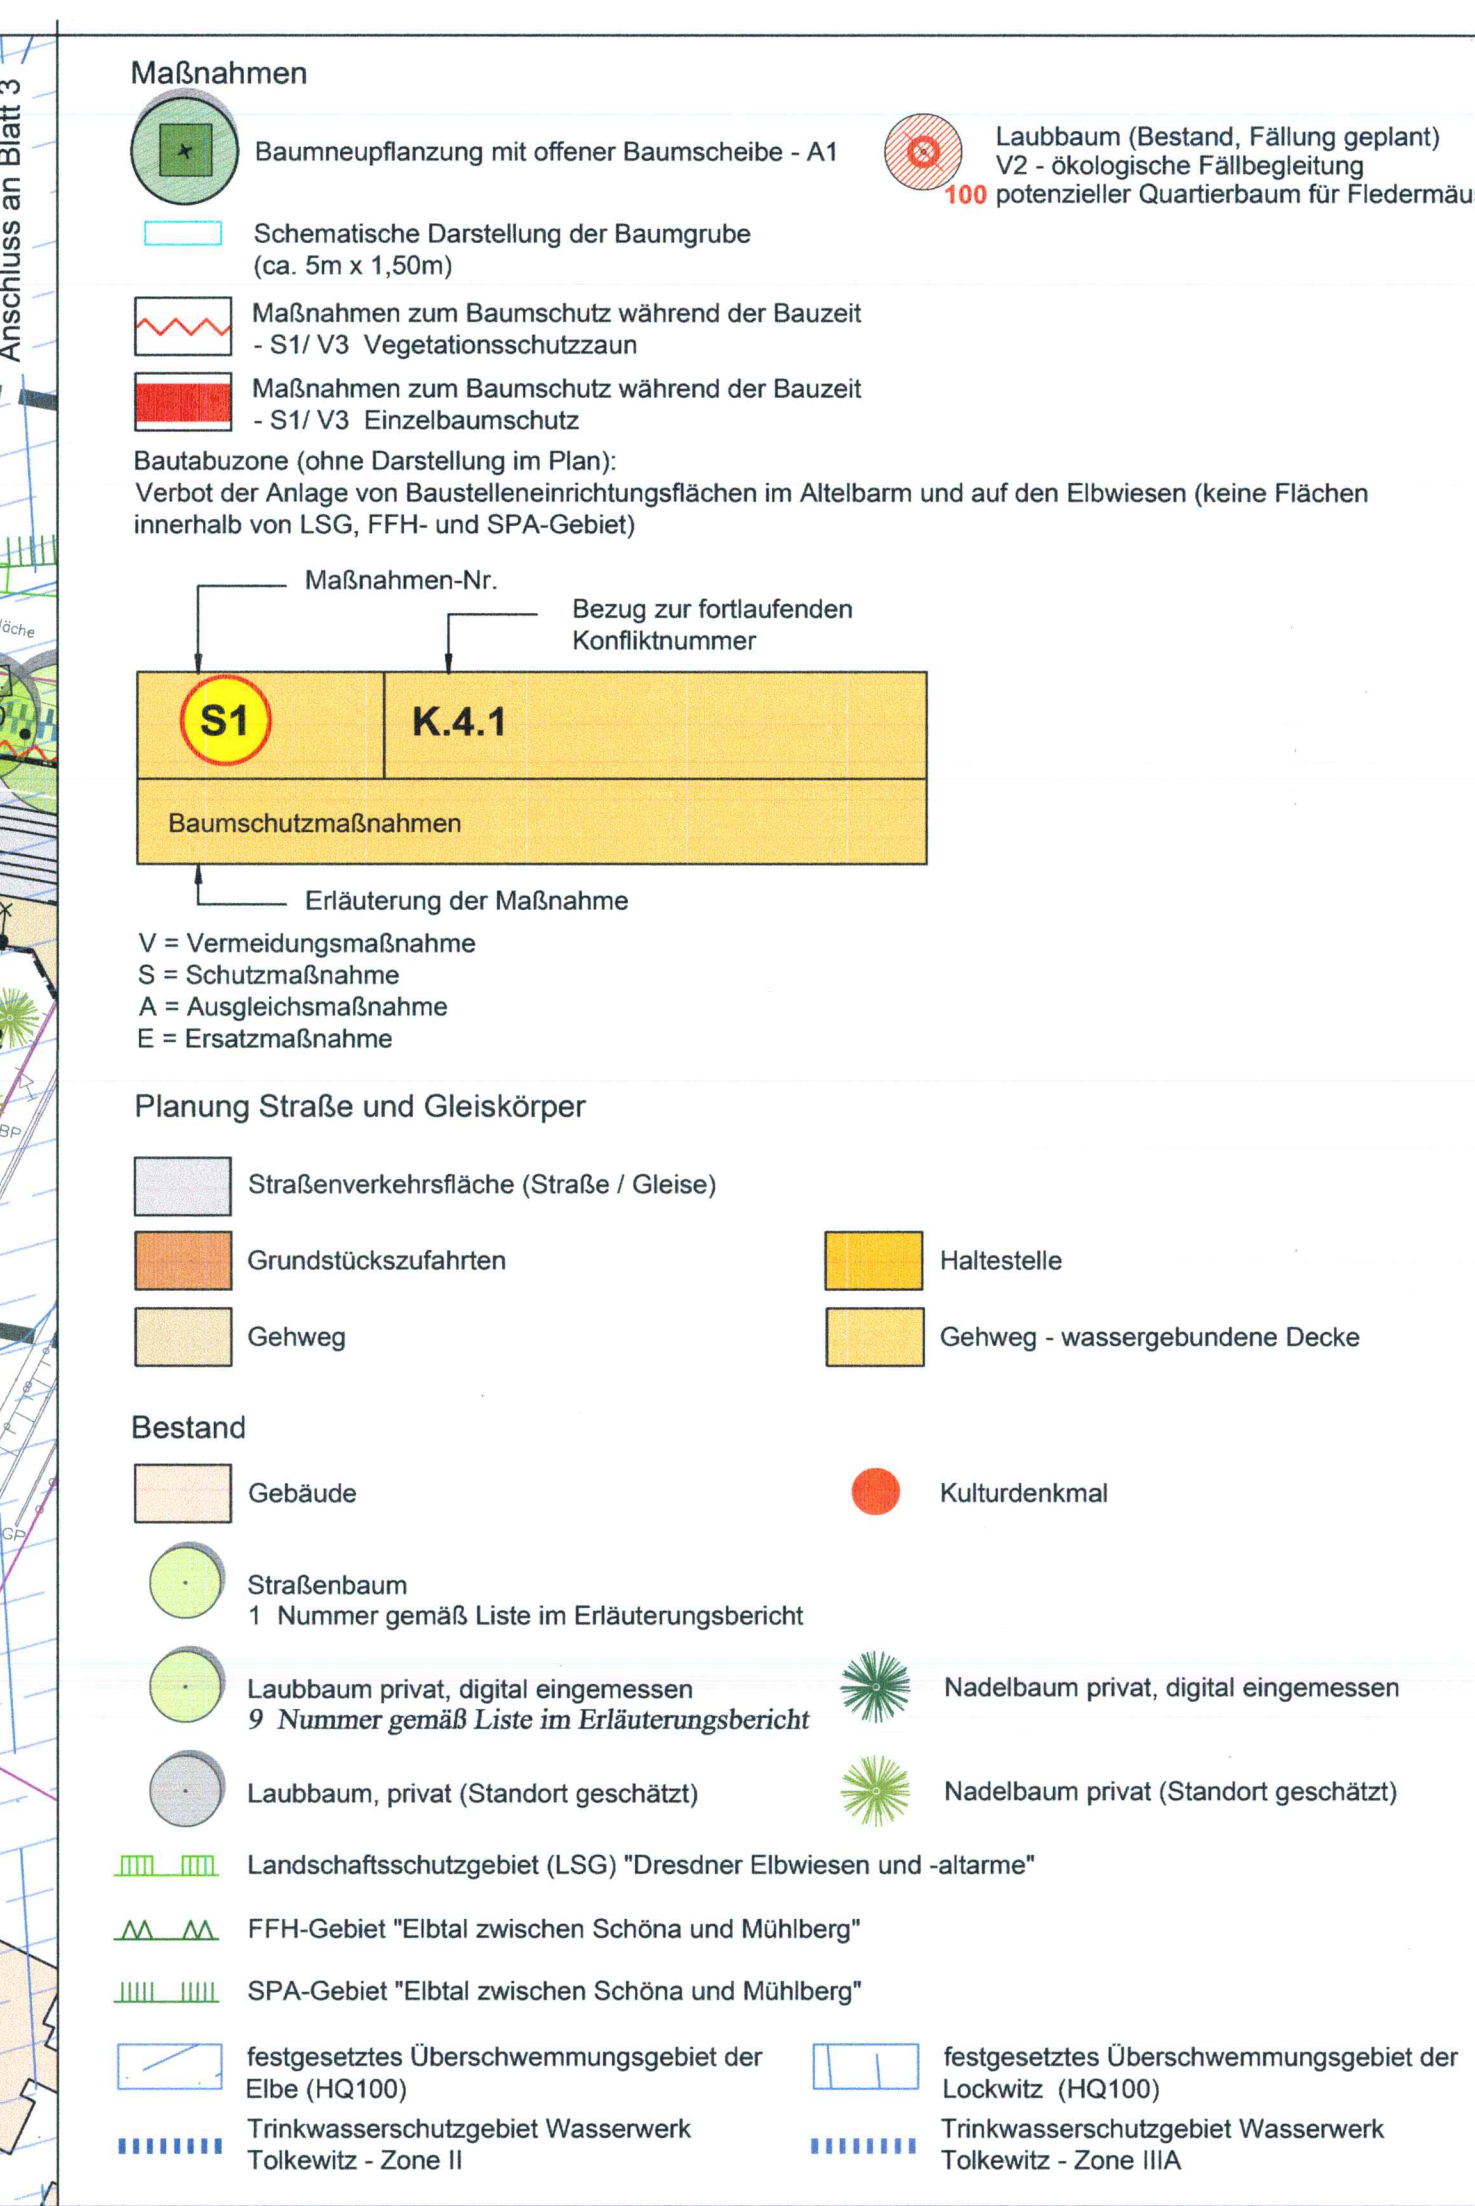 Anschluss an Blatt 3
Maßnahmen
Baumneupflanzung mit offener Baumscheibe - A1
Laubbaum (Bestand, Fällung geplant)
V2 - ökologische Fällbegleitung
100 potenzieller Quartierbaum für
Schematische Darstellung der Baumgrube
(ca. 5m x 1,50m)
Maßnahmen zum Baumschutz während der Bauzeit
- S1/ V3 Vegetationsschutzzaun
Maßnahmen zum Baumschutz während der Bauzeit
- S1/ V3 Einzelbaumschutz
Bautabuzone (ohne Darstellung im Plan):
Verbot der Anlage von Baustelleneinrichtungsflächen im Altelbarm und auf den Elbwiesen (keine Flächen
innerhalb von LSG, FFH- und SPA-Gebiet)
Maßnahmen-Nr.
Bezug zur fortlaufenden
Konfliktnummer
S1
K.4.1
Baumschutzmaßnahmen
Erläuterung der Maßnahme
V = Vermeidungsmaßnahme
S = Schutzmaßnahme
A = Ausgleichsmaßnahme
E = Ersatzmaßnahme
Planung Straße und Gleiskörper
Straßenverkehrsfläche (Straße / Gleise)
Grundstückszufahrten
Haltestelle
Gehweg
Gehweg - wassergebundene Decke
Bestand
Gebäude
Kulturdenkmal
Straßenbaum
1 Nummer gemäß Liste im Erläuterungsbericht
Laubbaum privat, digital eingemessen
9 Nummer gemäß Liste im Erläuterungsbericht
Nadelbaum privat, digital eingemessen
Laubbaum, privat (Standort geschätzt)
Nadelbaum privat (Standort geschätzt)
Landschaftsschutzgebiet (LSG) "Dresdner Elbwiesen und -altarme"
FFH-Gebiet "Elbtal zwischen Schöna und Mühlberg"
SPA-Gebiet "Elbtal zwischen Schöna und Mühlberg"
festgesetztes Überschwemmungsgebiet der
Elbe (HQ100)
festgesetztes Überschwemmungsgebiet der
Lockwitz (HQ100)
Trinkwasserschutzgebiet Wasserwerk
Tolkewitz - Zone II
Trinkwasserschutzgebiet Wasserwerk
Tolkewitz - Zone IIIA
BP
GP